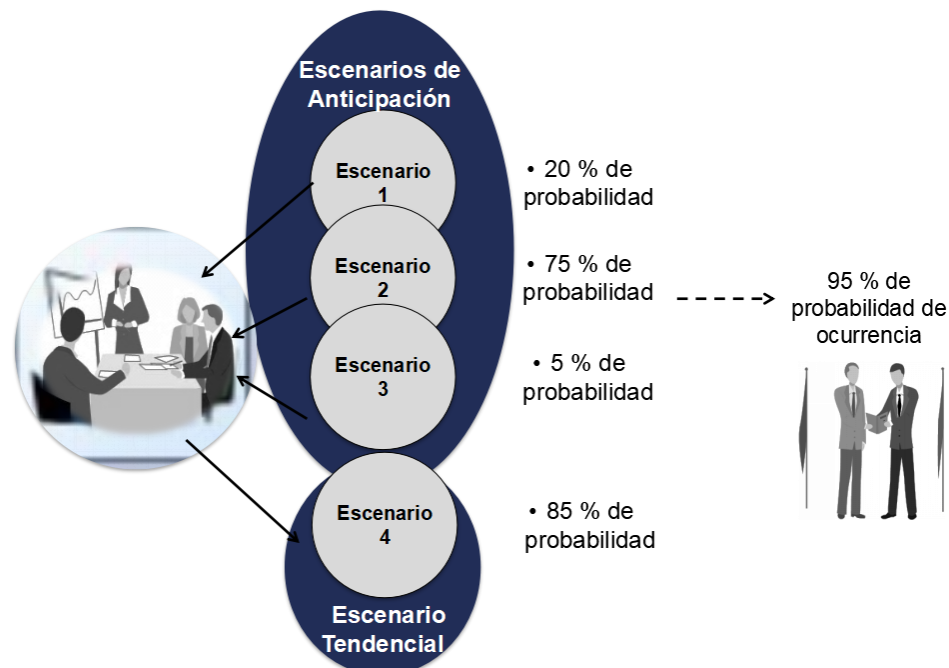 Escenarios de
Anticipación
Escenario
1
• 20 % de
probabilidad
Escenario
2
• 75 % de
probabilidad
95 % de
probabilidad de
ocurrencia
Escenario
3
• 5 % de
probabilidad
Escenario
4
• 85 % de
probabilidad
Escenario
Tendencial